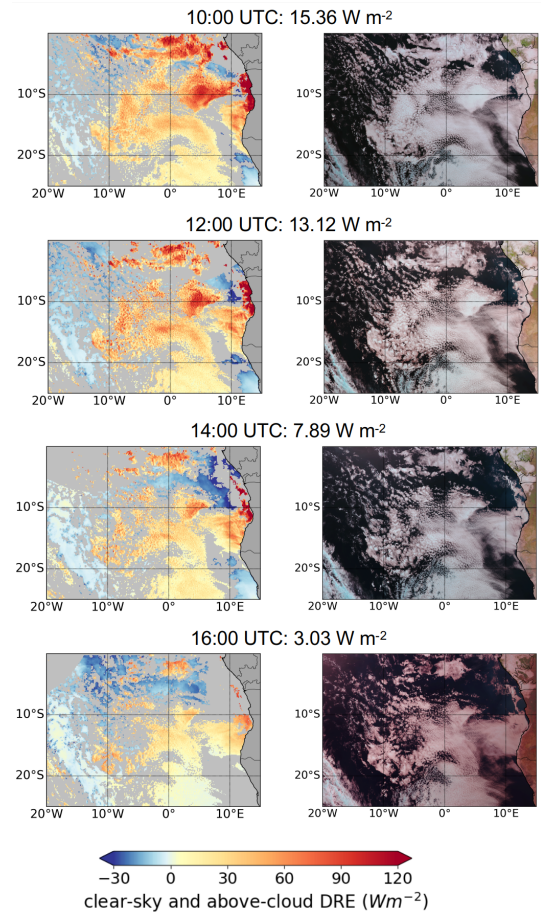 10:00 UTC: 15.36 W m-2
10°S
10°S
20°S
20°S
20°W 10°W 0° 10°E
20°W 10°W 0° 10°E
12:00 UTC: 13.12 W m-2
10°S
10°S
20°S
20°S
20°W 10°W 0° 10°E
20°W 10°W 0° 10°E
14:00 UTC: 7.89 W m-2
10°S
10°S
20°S
20°S
20°W 10°W 0° 10°E
20°W 10°W 0° 10°E
16:00 UTC: 3.03 W m-2
10°S
10°S
20°S
20°S
20°W 10°W 0° 10°E
20°W 10°W 0° 10°E
−30 0 30 60 90 120
clear-sky and above-cloud DRE (Wm−2)